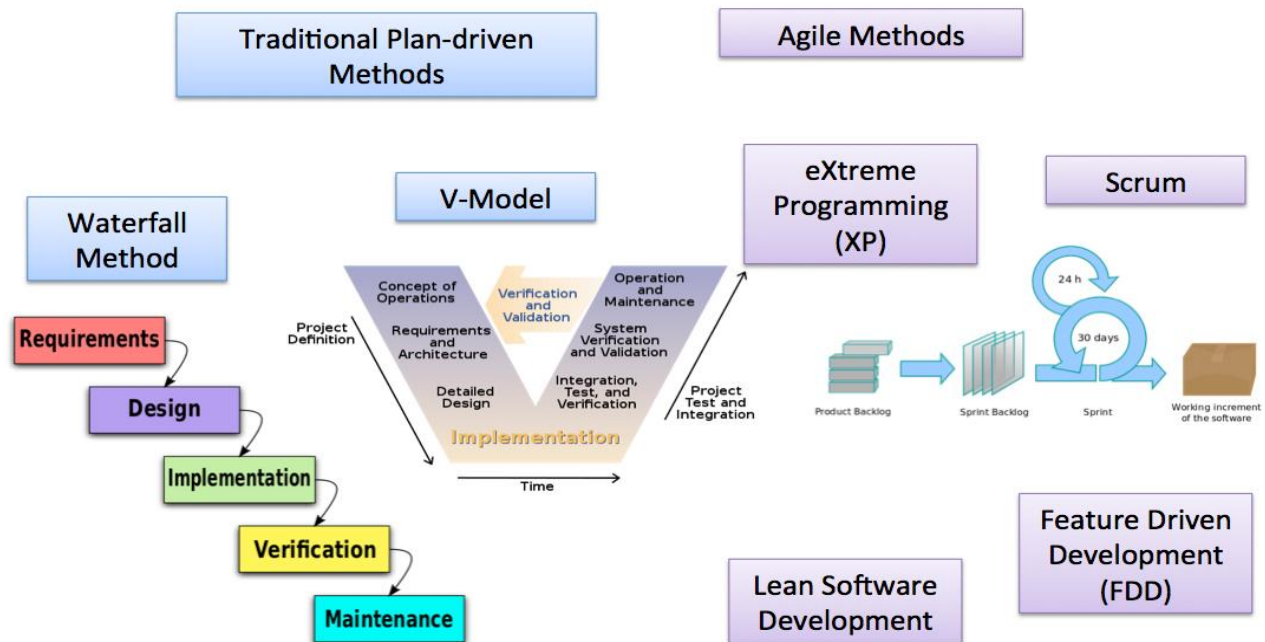 Traditional Plan-driven
Methods
Agile Methods
Waterfall
Method
V-Model
eXtreme
Programming
(XP)
Scrum
Requirements
Design
Implementation
Verification
Maintenance
Project
Definition
Concept of
Operations
Requirements
and
Architecture
Detailed
Design
Verification
and
Validation
Operation
and
Maintenance
System
Verification
and Validation
Integration,
Test, and
Verification
Implementation
Project
Test and
Integration
Time
24 h
30 days
Product Backlog
Sprint Backlog
Sprint
Working increment
of the software
Lean Software
Development
Feature Driven
Development
(FDD)